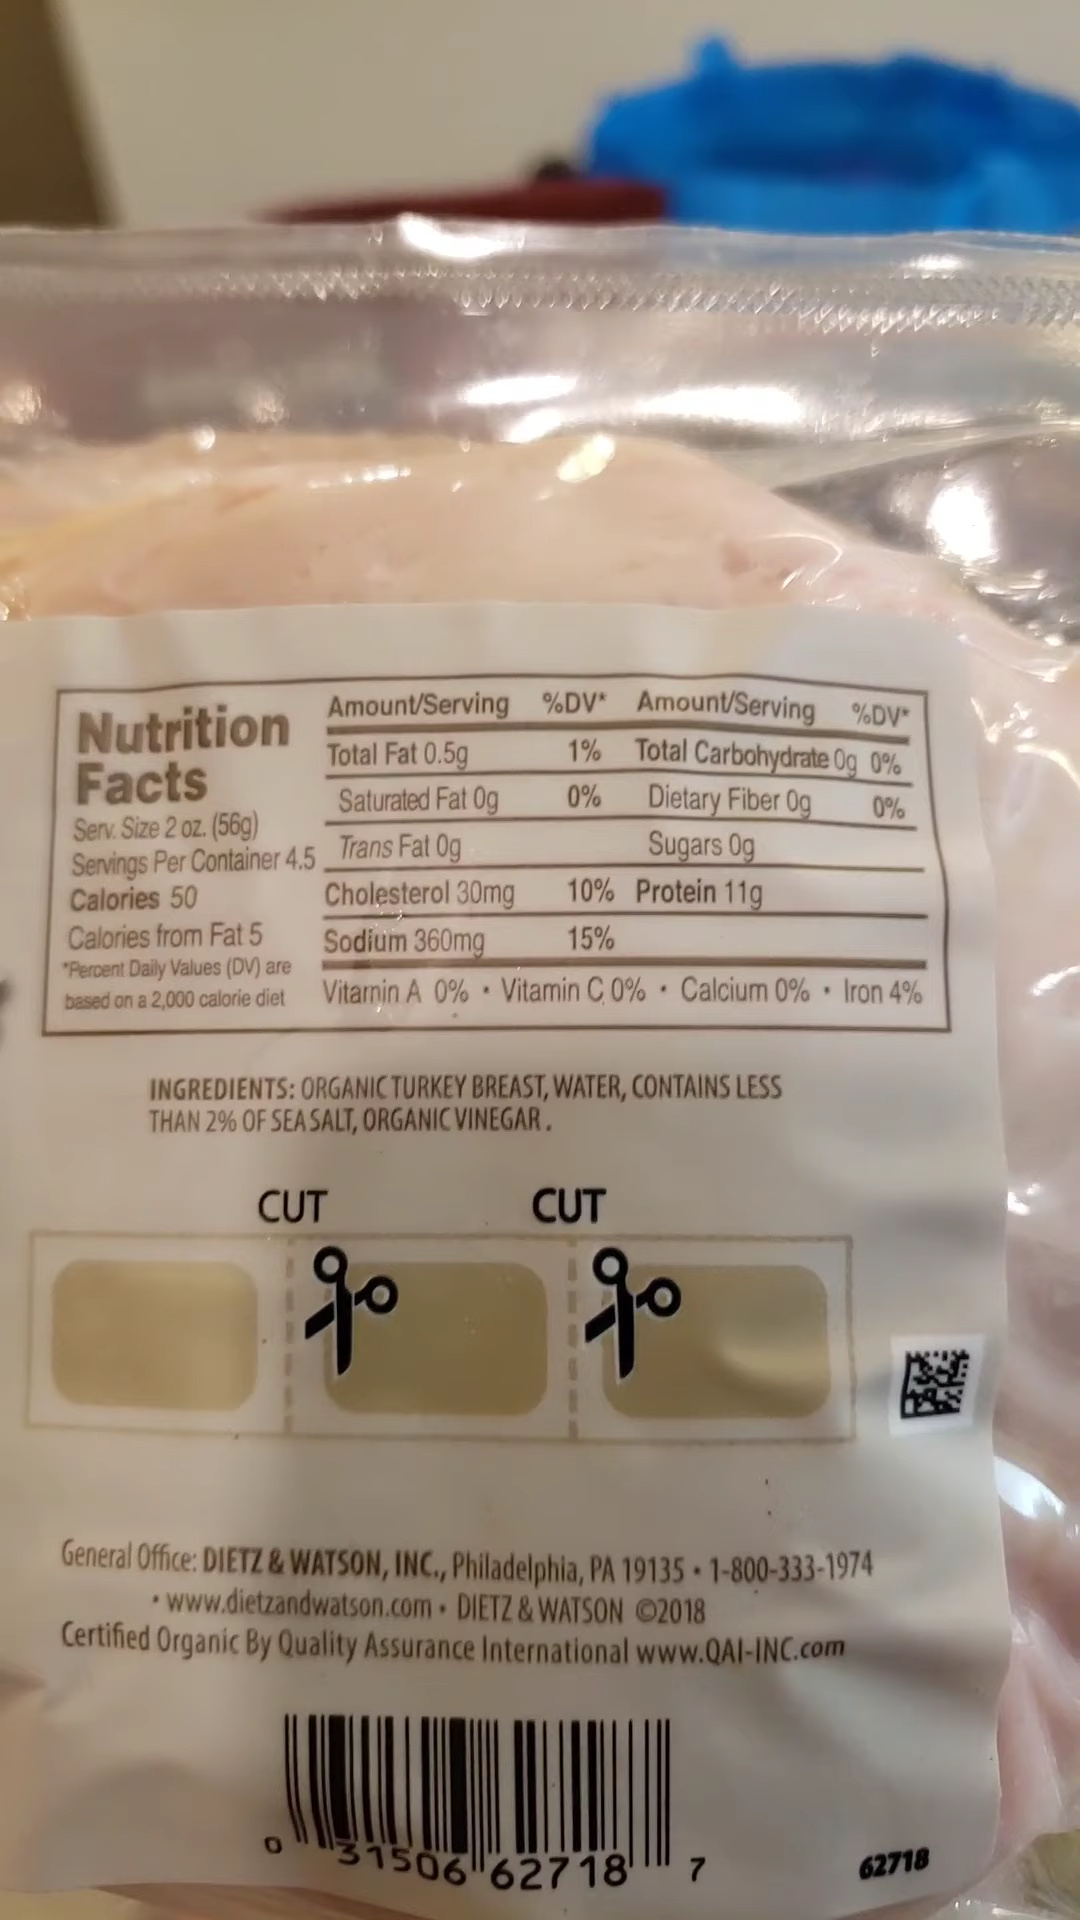 Nutrition
Facts
Serv. Size 2 oz. (56g)
Servings Per Container 4.5
Calories 50
Calories from Fat 5
*Percent Daily Values (DV) are
based on a 2,000 calorie diet
Amount/Serving %DV* Amount/Serving %DV*
Total Fat 0.5g 1% Total Carbohydrate 0g 0%
Saturated Fat 0g 0% Dietary Fiber 0g 0%
Trans Fat 0g Sugars 0g
Cholesterol 30mg 10% Protein 11g
Sodium 360mg 15%
Vitamin A 0% • Vitamin C 0% • Calcium 0% • Iron 4%
INGREDIENTS: ORGANIC TURKEY BREAST, WATER, CONTAINS LESS
THAN 2% OF SEA SALT, ORGANIC VINEGAR.
CUT CUT
General Office: DIETZ & WATSON, INC., Philadelphia, PA 19135 • 1-800-333-1974
• www.dietzandwatson.com • DIETZ & WATSON ©2018
Certified Organic By Quality Assurance International www.QAI-INC.com
0 31506 62718 7
62718